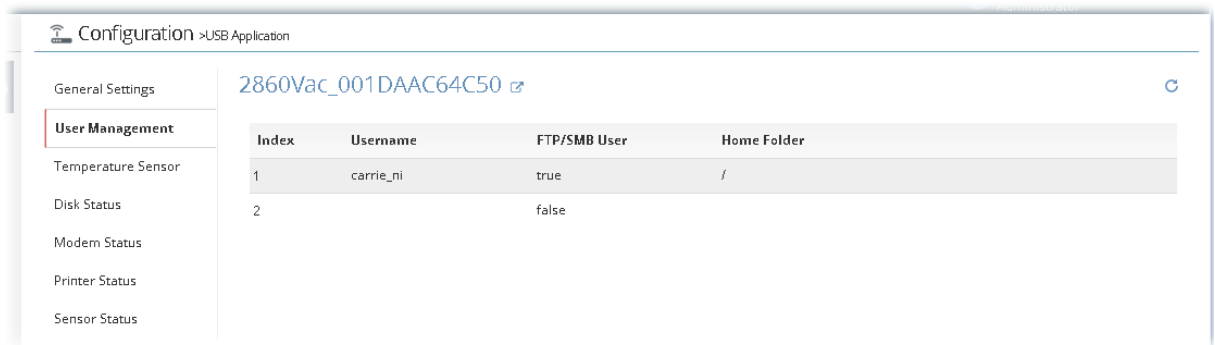 Administrator
Configuration >USB Application
General Settings
2860Vac_001DAAC64C50
User Management
Index Username FTP/SMB User Home Folder
Temperature Sensor
1 carrie_ni true /
Disk Status
2 false
Modem Status
Printer Status
Sensor Status